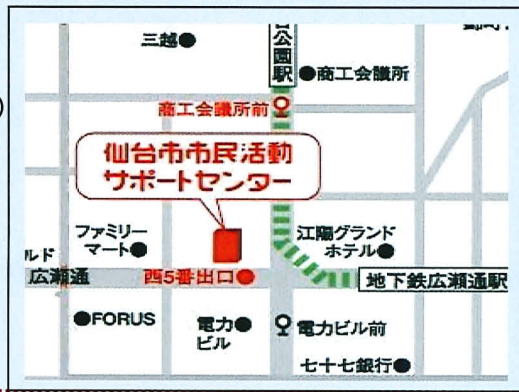 三越
公園駅
商工会議所
商工会議所前
仙台市市民活動
サポートセンター
ファミリー
マート
江陽グランド
ホテル
ルド
広瀬通
西5番出口
地下鉄広瀬通駅
FORUS
電力
ビル
電力ビル前
七十七銀行